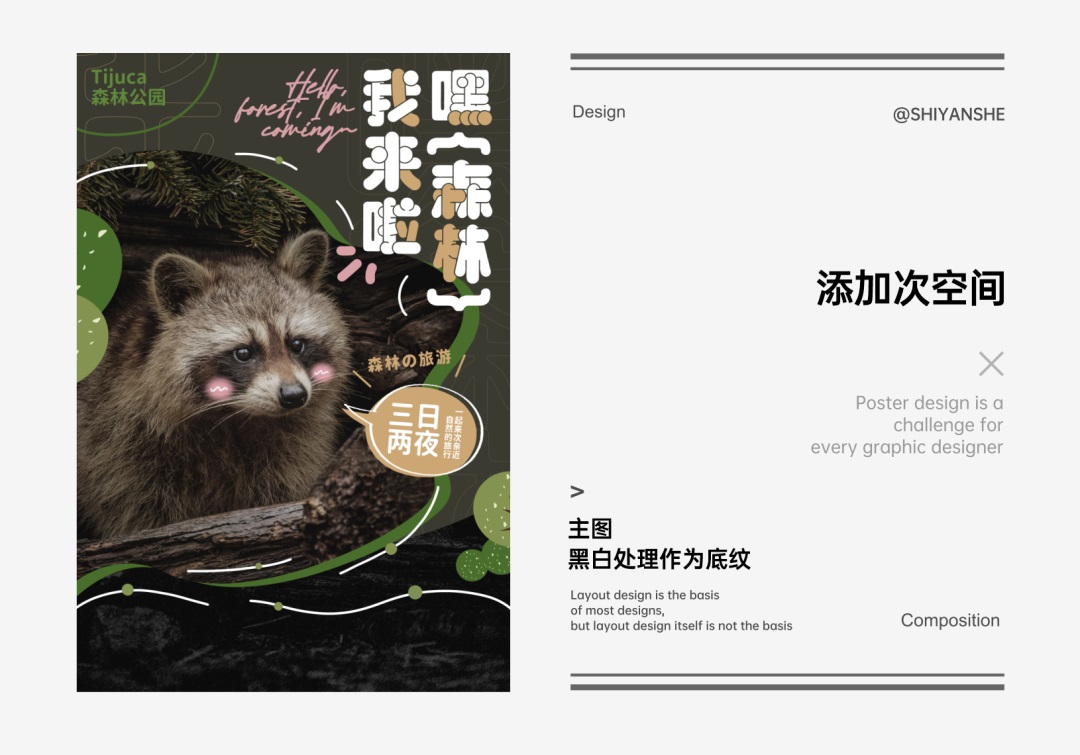 Tijuca
森林公园
Hello,
forest, I'm
coming~
嘿{森林}
我来啦
森林の旅游
三日
两夜
一起来次亲近
自然的旅行
Design
@SHIYANSHE
添加次空间
Poster design is a
challenge for
every graphic designer
>
主图
黑白处理作为底纹
Layout design is the basis
of most designs,
but layout design itself is not the basis
Composition